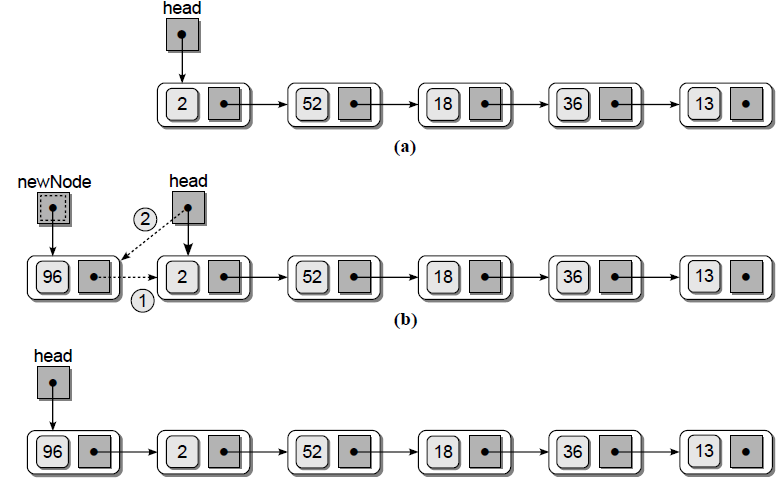 head
2 52 18 36 13
(a)
newNode head
2
96 2 52 18 36 13
1
(b)
head
96 2 52 18 36 13